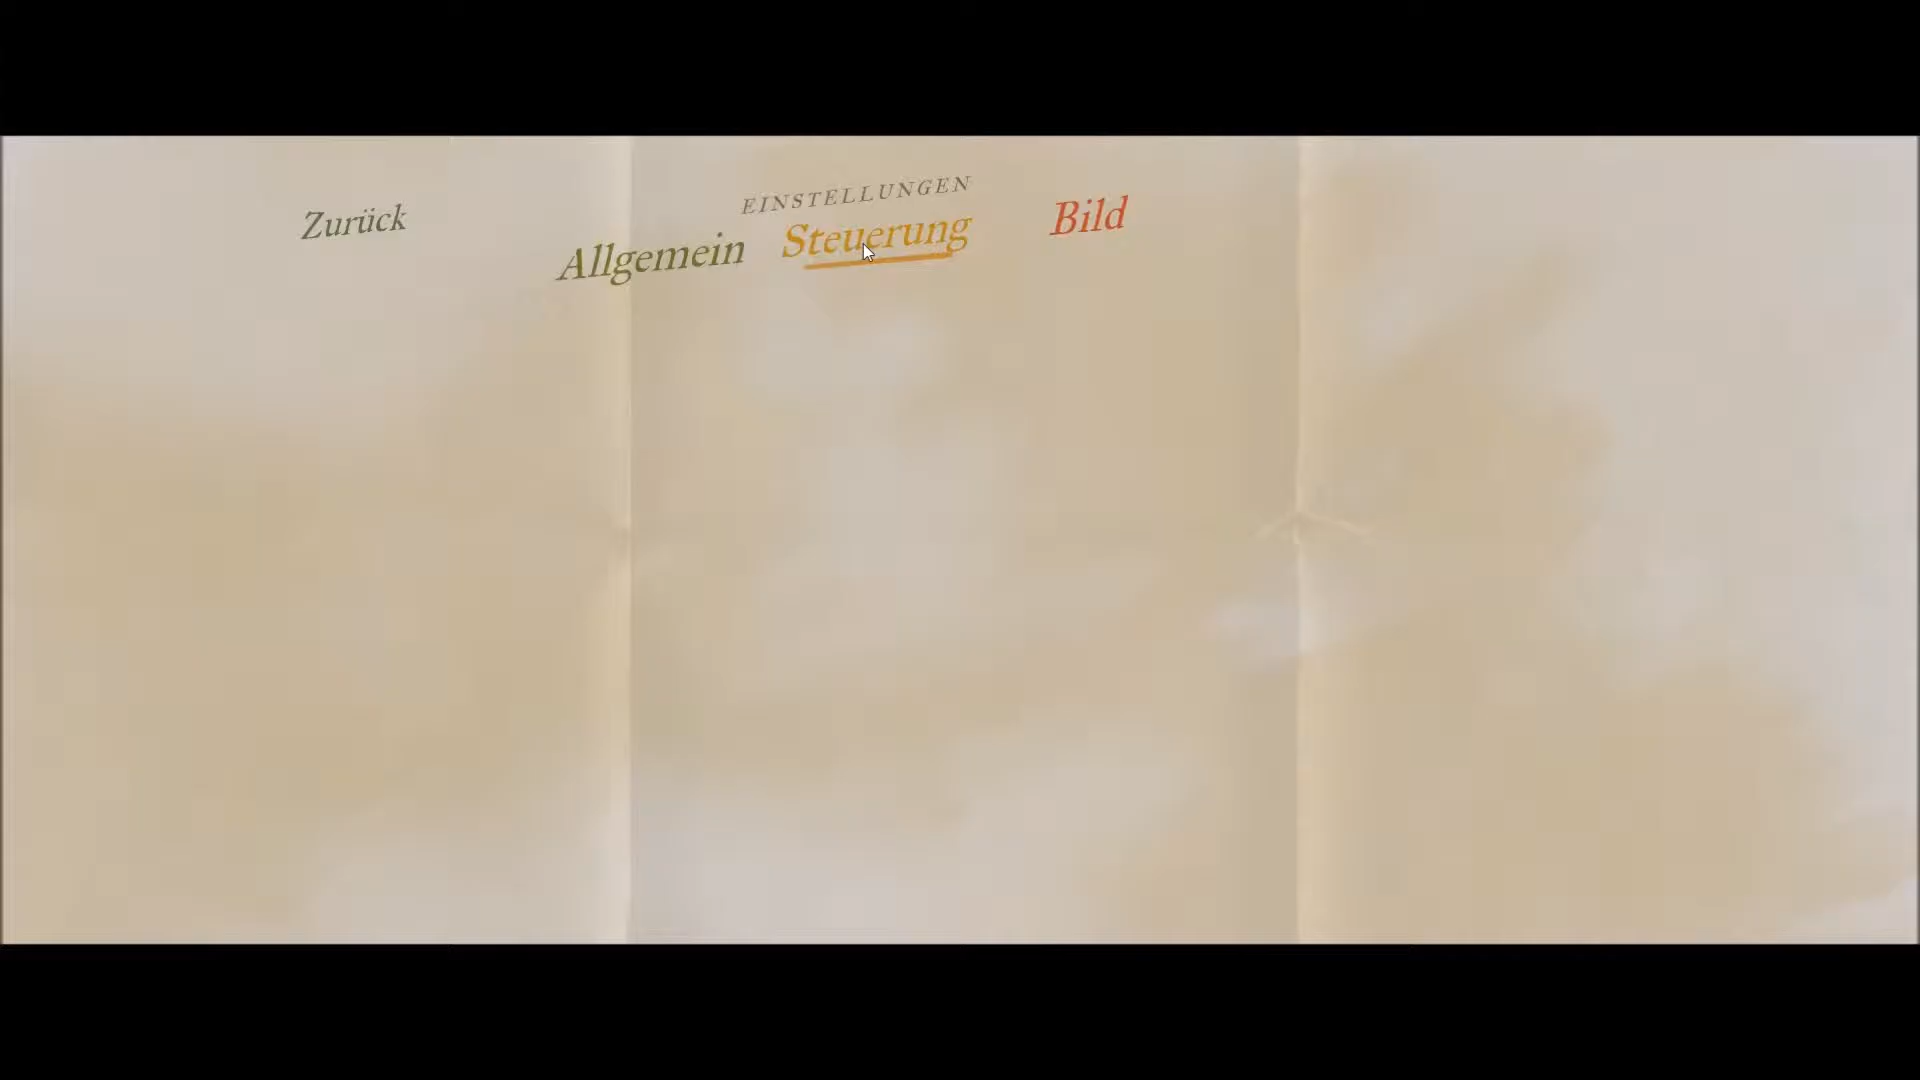 Zurück
EINSTELLUNGEN
Allgemein
Steuerung
Bild